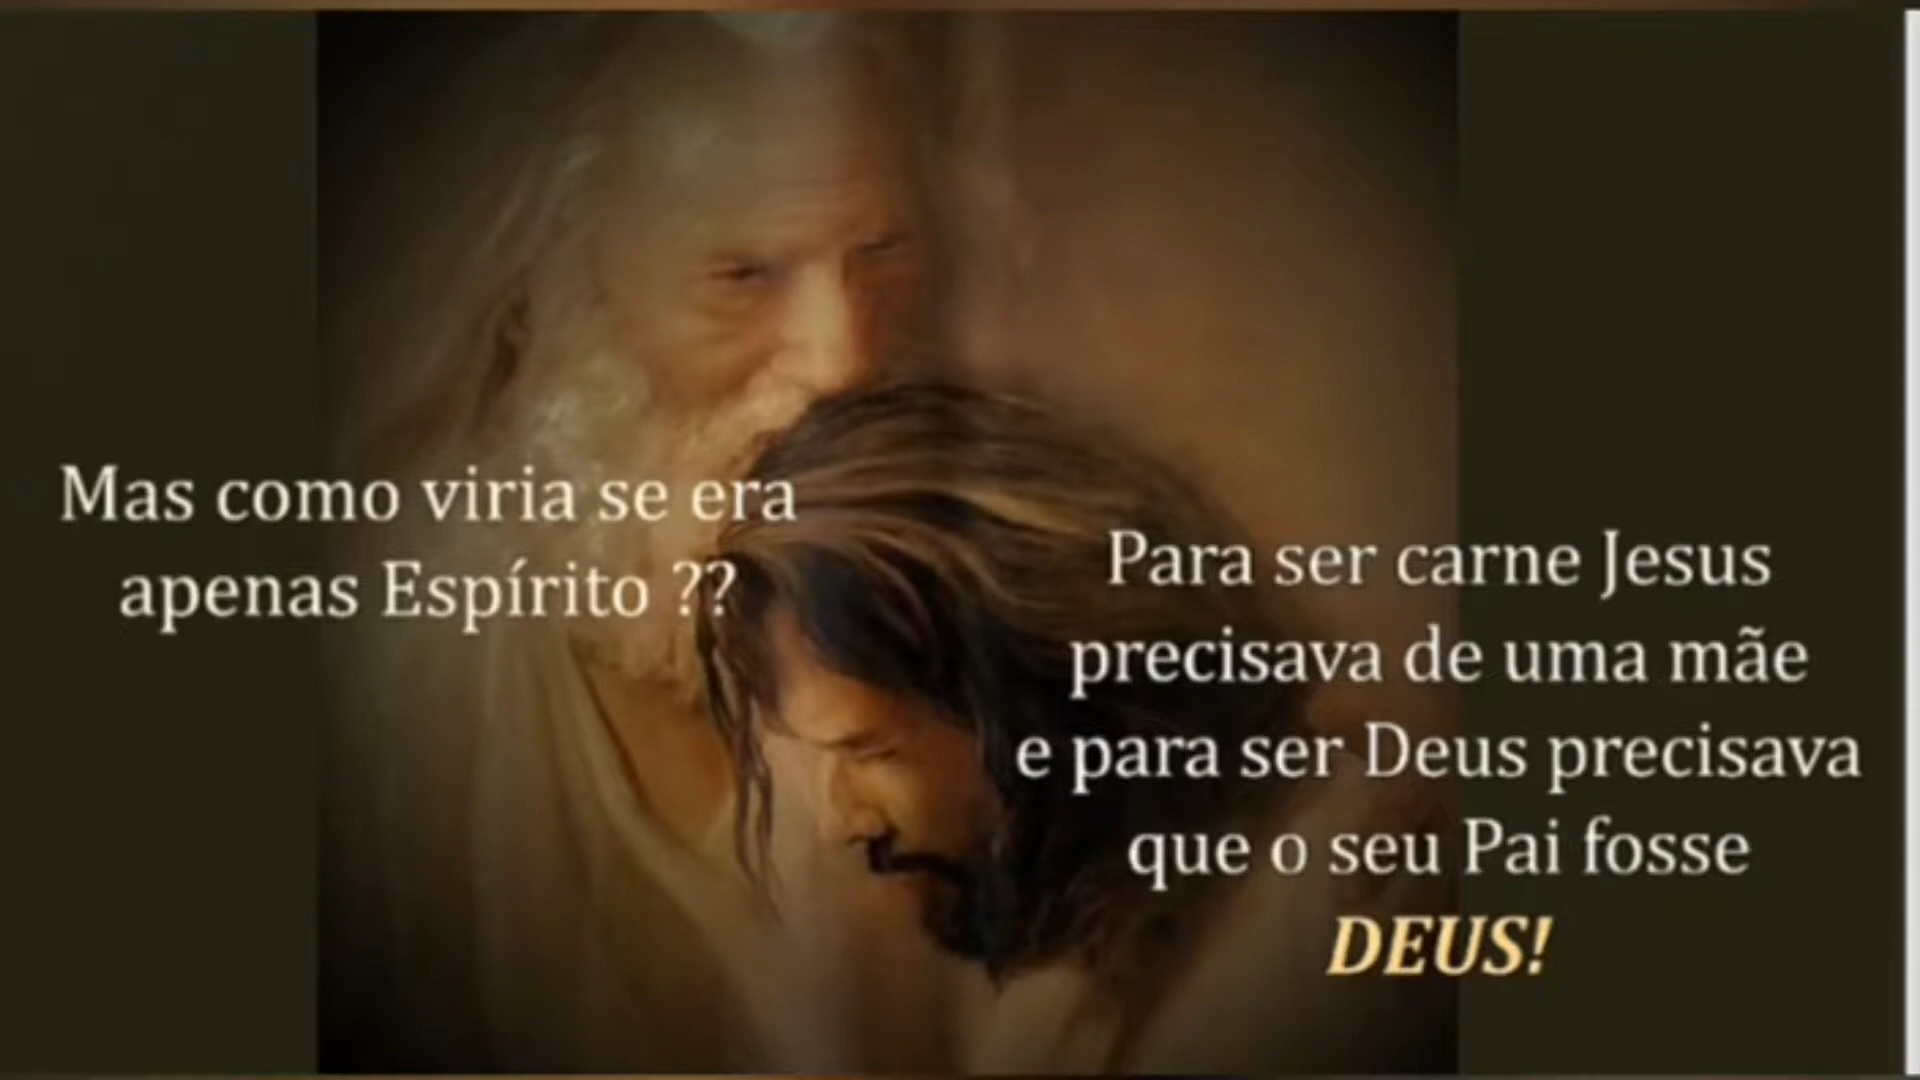 Mas como viria se era
apenas Espírito ??
Para ser carne Jesus
precisava de uma mãe
e para ser Deus precisava
que o seu Pai fosse
DEUS!